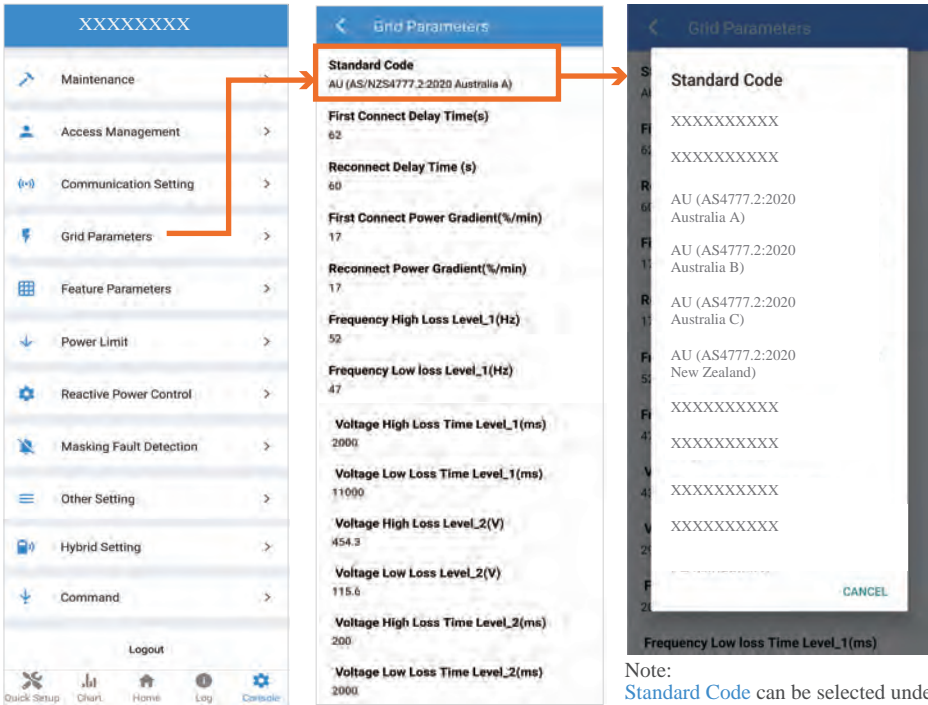 XXXXXXXX
Maintenance
Access Management
Communication Setting
Grid Parameters
Feature Parameters
Power Limit
Reactive Power Control
Masking Fault Detection
Other Setting
Hybrid Setting
Command
Logout
Quick Setup Chart Home Log Console
Grid Parameters
Standard Code
AU (AS/NZS4777.2:2020 Australia A)
First Connect Delay Time(s)
62
Reconnect Delay Time (s)
60
First Connect Power Gradient(%/min)
17
Reconnect Power Gradient(%/min)
17
Frequency High Loss Level_1(Hz)
52
Frequency Low loss Level_1(Hz)
47
Voltage High Loss Time Level_1(ms)
2000
Voltage Low Loss Time Level_1(ms)
11000
Voltage High Loss Level_2(V)
454.3
Voltage Low Loss Level_2(V)
115.6
Voltage High Loss Time Level_2(ms)
200
Voltage Low Loss Time Level_2(ms)
2000
Grid Parameters
Standard Code
XXXXXXXXXX
XXXXXXXXXX
AU (AS4777.2:2020
Australia A)
AU (AS4777.2:2020
Australia B)
AU (AS4777.2:2020
Australia C)
AU (AS4777.2:2020
New Zealand)
XXXXXXXXXX
XXXXXXXXXX
XXXXXXXXXX
XXXXXXXXXX
CANCEL
Frequency Low loss Time Level_1(ms)
Note:
Standard Code can be selected unde